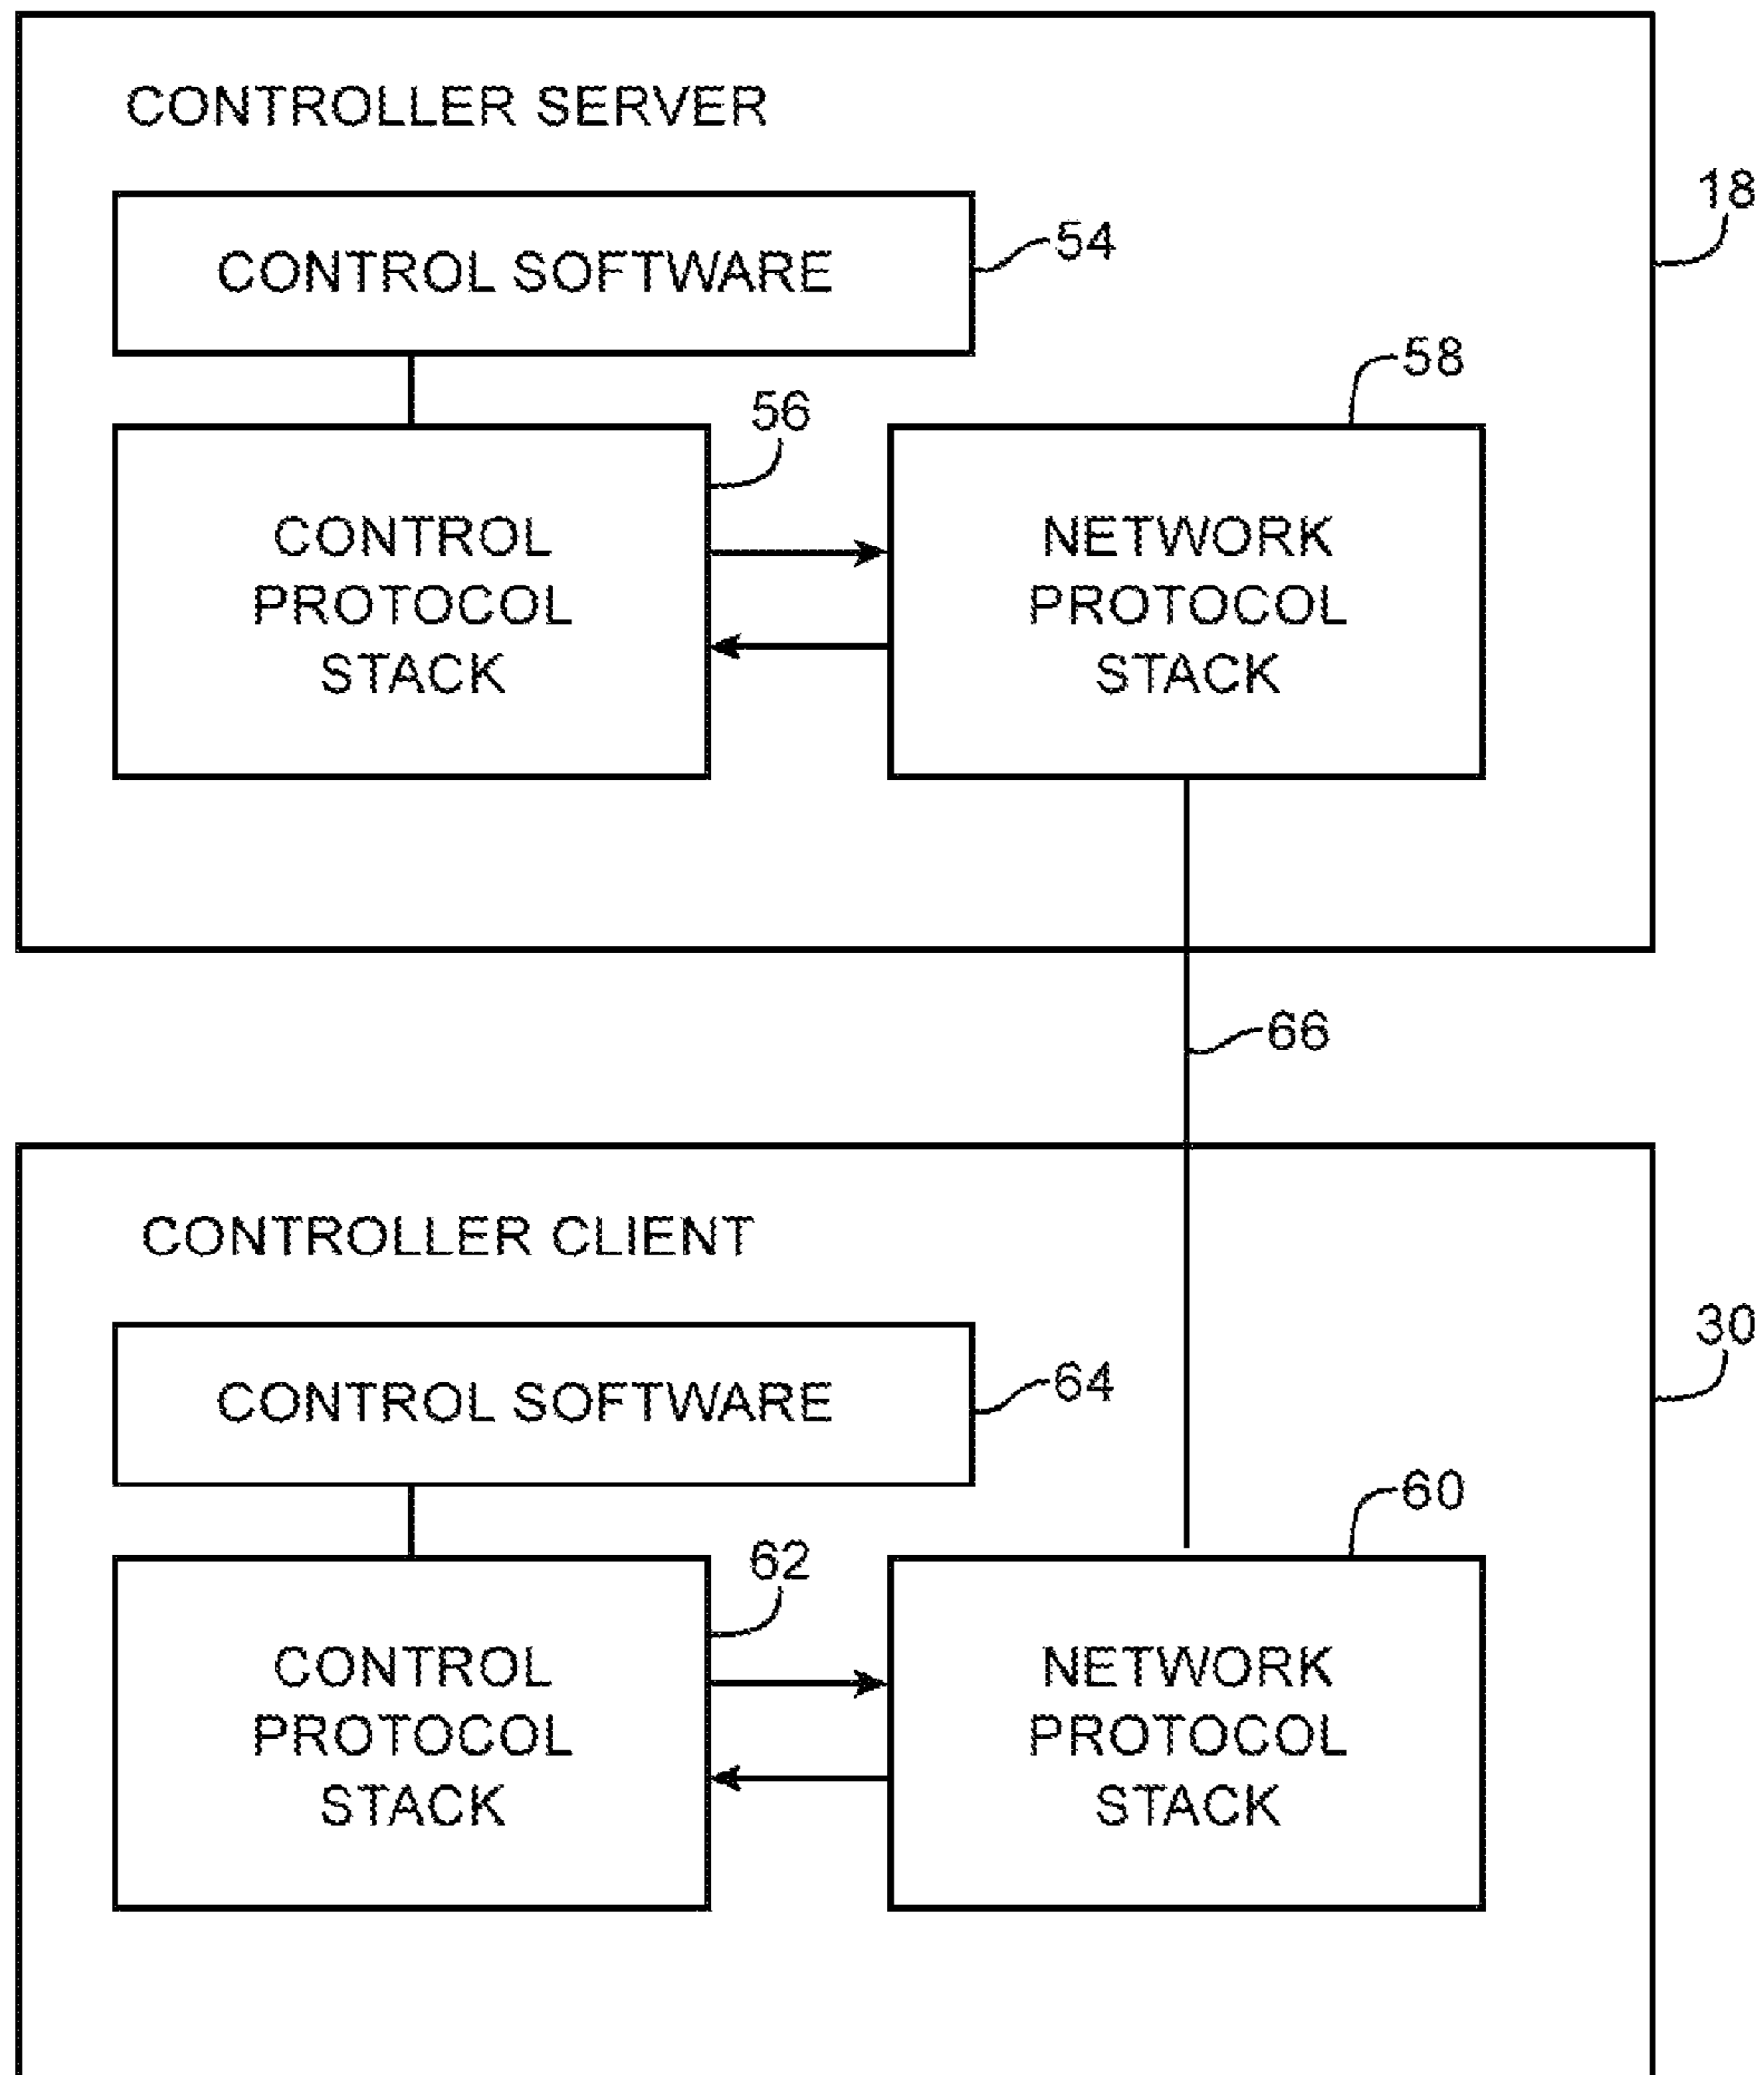 CONTROLLER SERVER
18
CONTROL SOFTWARE
54
58
56
CONTROL
PROTOCOL
STACK
NETWORK
PROTOCOL
STACK
66
CONTROLLER CLIENT
30
CONTROL SOFTWARE
64
60
62
CONTROL
PROTOCOL
STACK
NETWORK
PROTOCOL
STACK